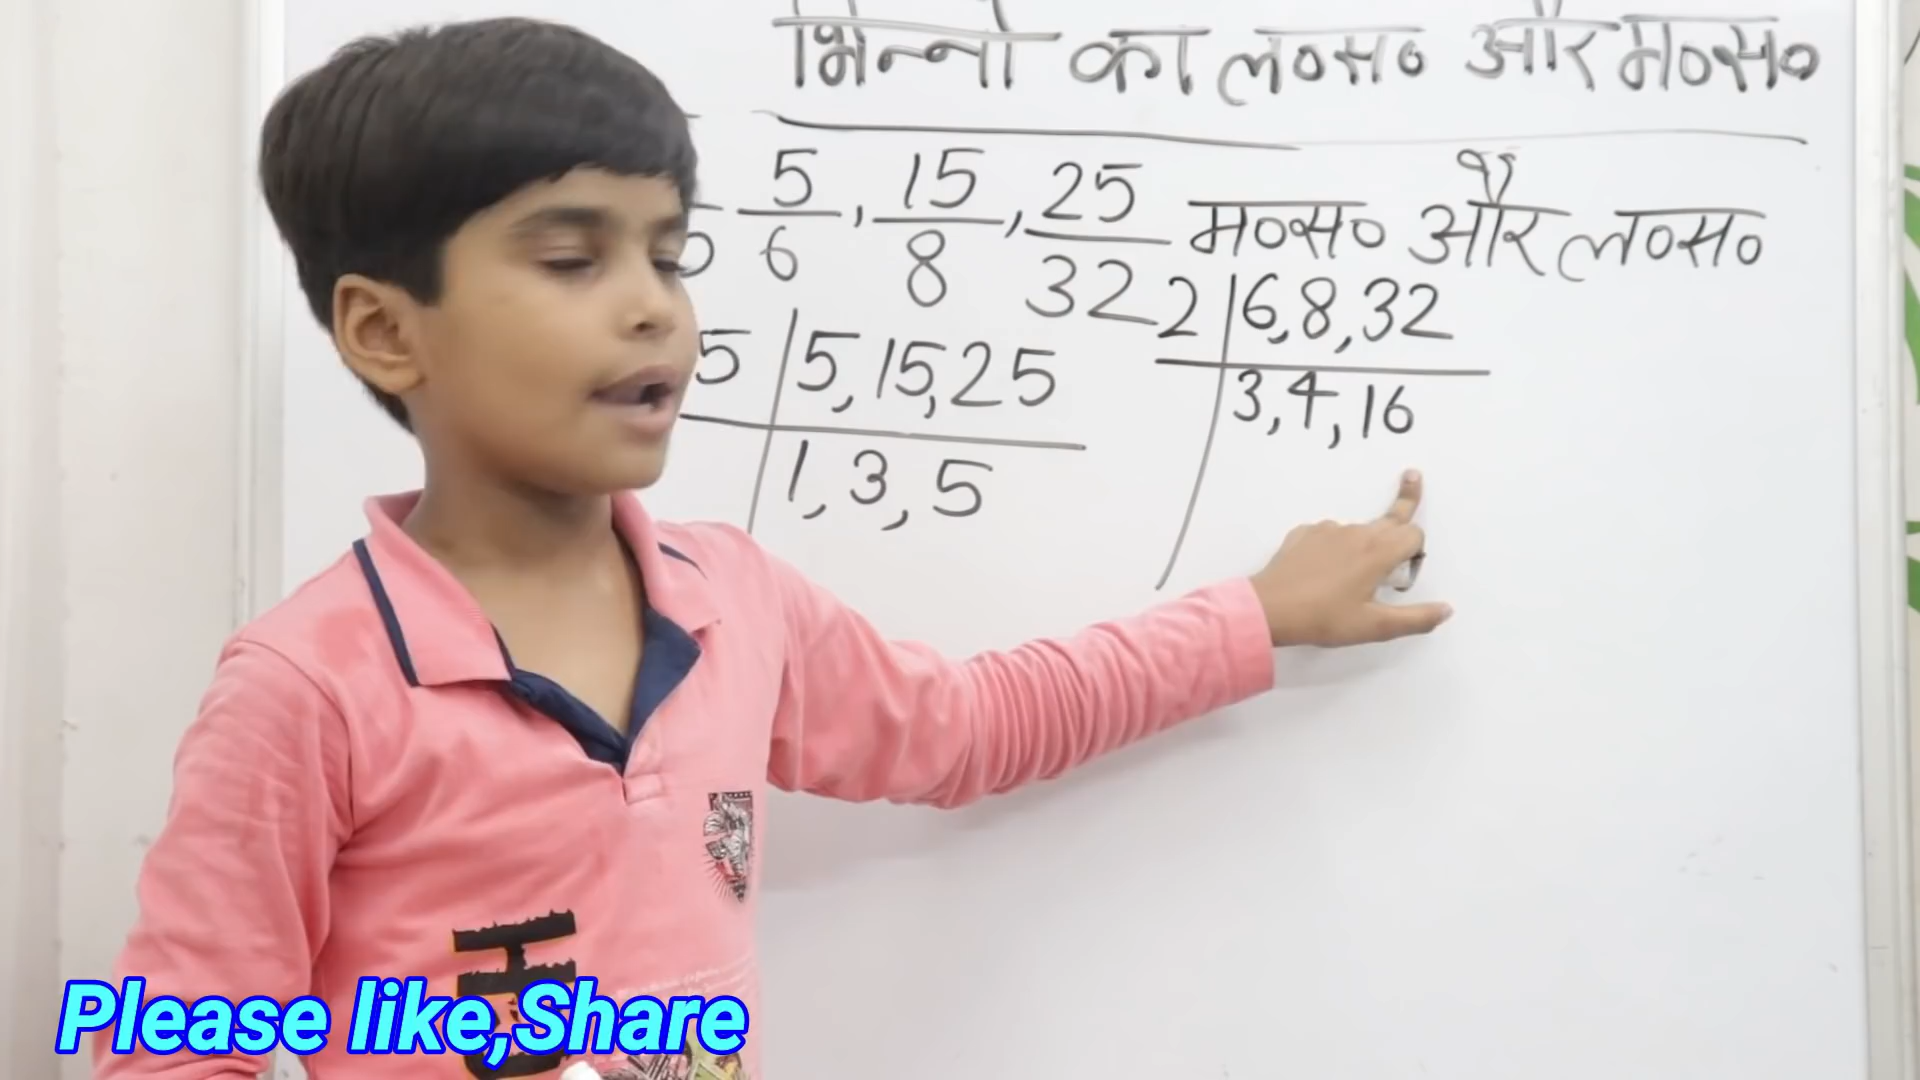 भिन्नो का ल०स० और म०स०
5/6, 15/8, 25/32 म०स० और ल०स०
5 | 5, 15, 25
1, 3, 5
2 | 6, 8, 32
3, 4, 16
Please like,Share